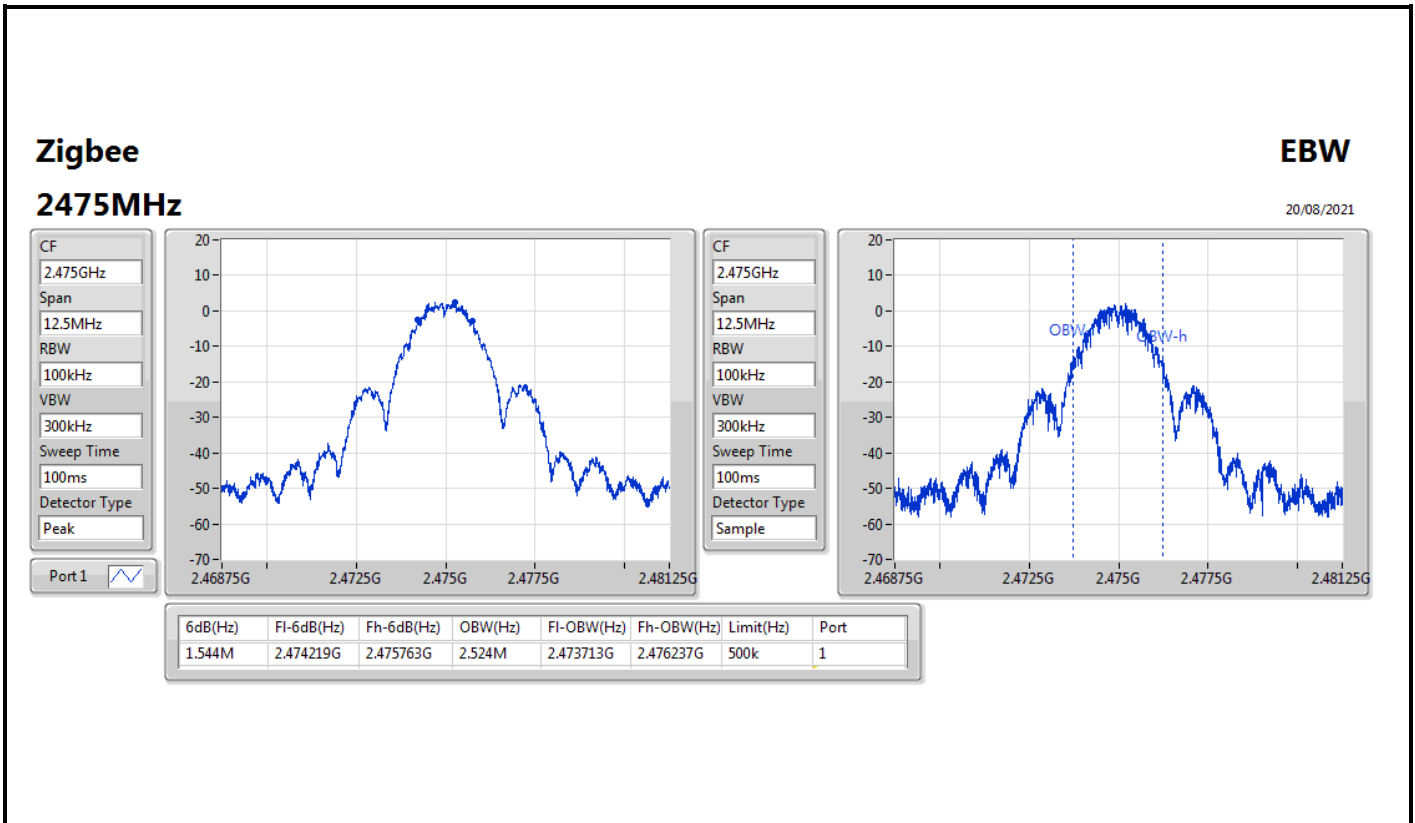 Zigbee
EBW
2475MHz
20/08/2021
CF
2.475GHz
Span
12.5MHz
RBW
100kHz
VBW
300kHz
Sweep Time
100ms
Detector Type
Peak
Port 1
20
10
0
-10
-20
-30
-40
-50
-60
-70
2.46875G 2.4725G 2.475G 2.4775G 2.48125G
CF
2.475GHz
Span
12.5MHz
RBW
100kHz
VBW
300kHz
Sweep Time
100ms
Detector Type
Sample
20
10
0
-10
-20
-30
-40
-50
-60
-70
OBW
OBW-h
2.46875G 2.4725G 2.475G 2.4775G 2.48125G
6dB(Hz) Fl-6dB(Hz) Fh-6dB(Hz) OBW(Hz) Fl-OBW(Hz) Fh-OBW(Hz) Limit(Hz) Port
1.544M 2.474219G 2.475763G 2.524M 2.473713G 2.476237G 500k 1